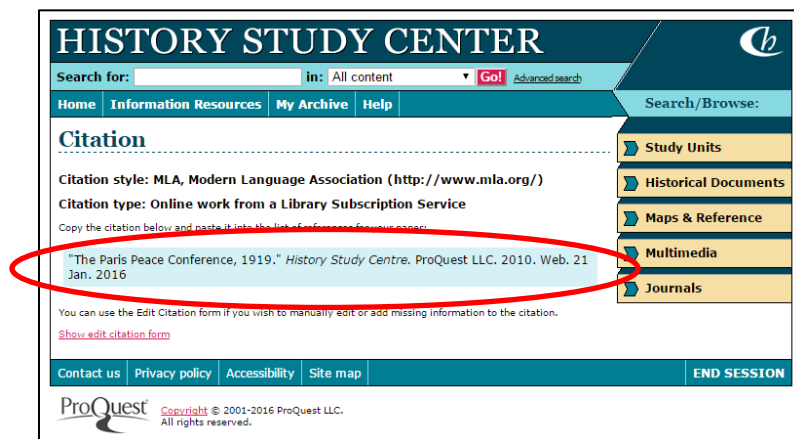 HISTORY STUDY CENTER
Search for: in: All content Go! Advanced search
Home Information Resources My Archive Help
Search/Browse:
Citation
Citation style: MLA, Modern Language Association (http://www.mla.org/)
Citation type: Online work from a Library Subscription Service
Copy the citation below and paste it into the list of references for your paper:
"The Paris Peace Conference, 1919." History Study Centre. ProQuest LLC. 2010. Web. 21
Jan. 2016
You can use the Edit Citation form if you wish to manually edit or add missing information to the citation.
Show edit citation form
Study Units
Historical Documents
Maps & Reference
Multimedia
Journals
Contact us Privacy policy Accessibility Site map END SESSION
ProQuest Copyright © 2001-2016 ProQuest LLC.
All rights reserved.